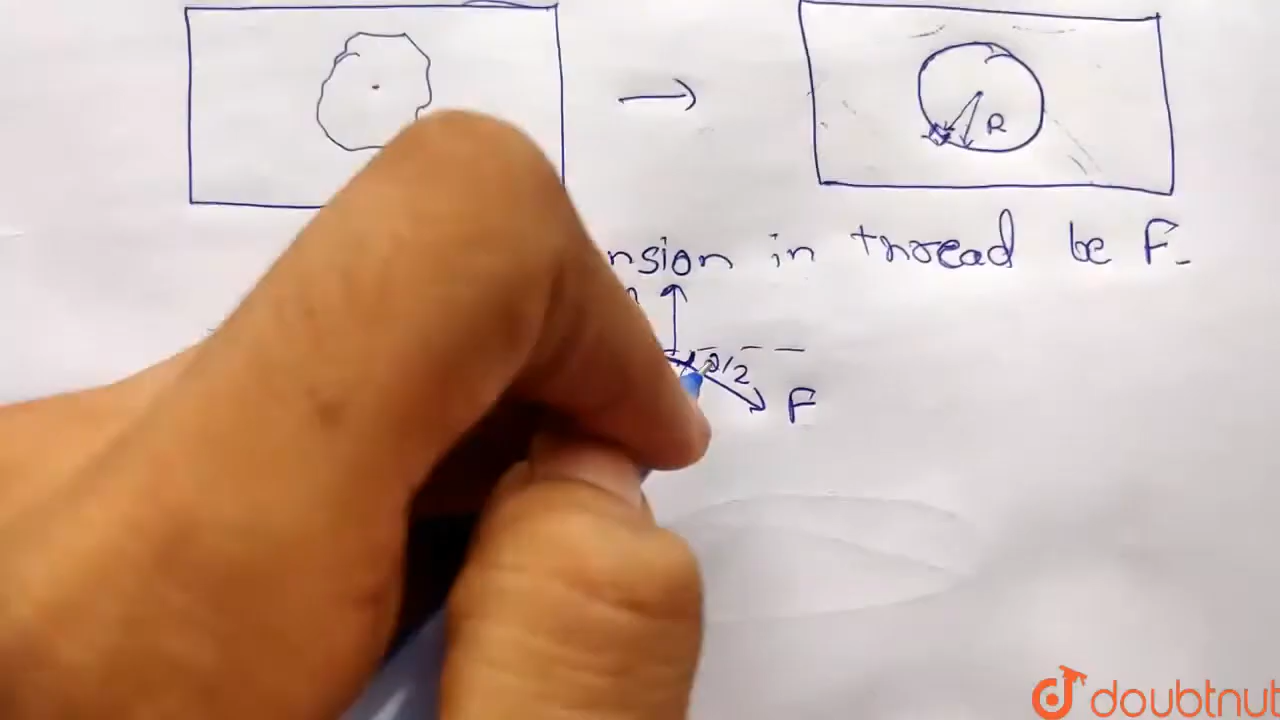 R
nsion in thread be F.
θ/2
F
doubtnut